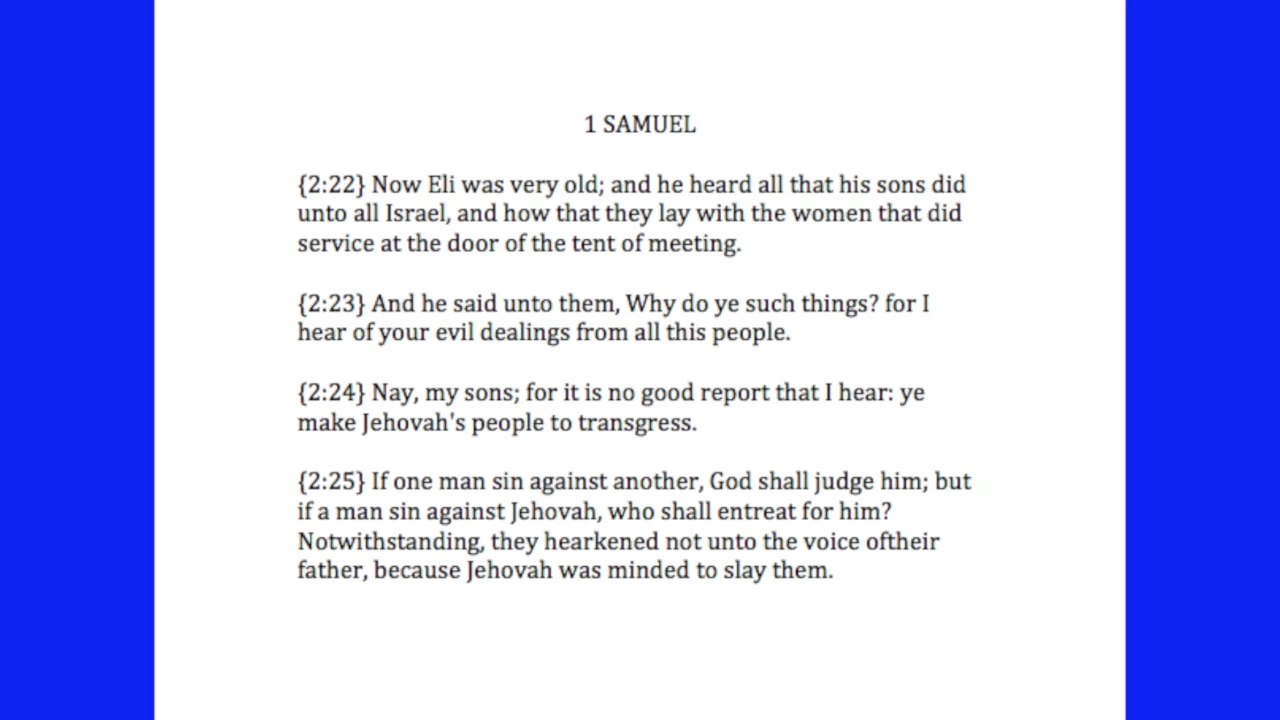 1 SAMUEL
{2:22} Now Eli was very old; and he heard all that his sons did
unto all Israel, and how that they lay with the women that did
service at the door of the tent of meeting.
{2:23} And he said unto them, Why do ye such things? for I
hear of your evil dealings from all this people.
{2:24} Nay, my sons; for it is no good report that I hear: ye
make Jehovah's people to transgress.
{2:25} If one man sin against another, God shall judge him; but
if a man sin against Jehovah, who shall entreat for him?
Notwithstanding, they hearkened not unto the voice oftheir
father, because Jehovah was minded to slay them.